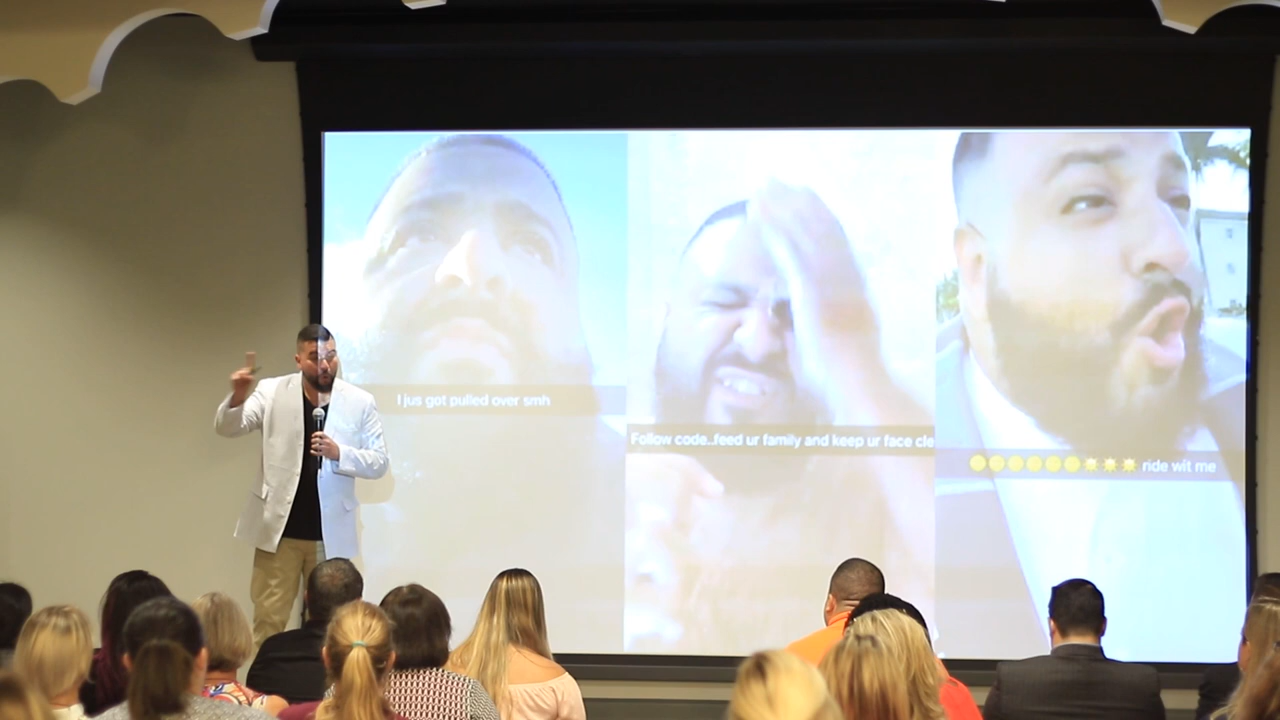 I jus got pulled over smh
Follow code..feed ur family and keep ur face cle
ride wit me